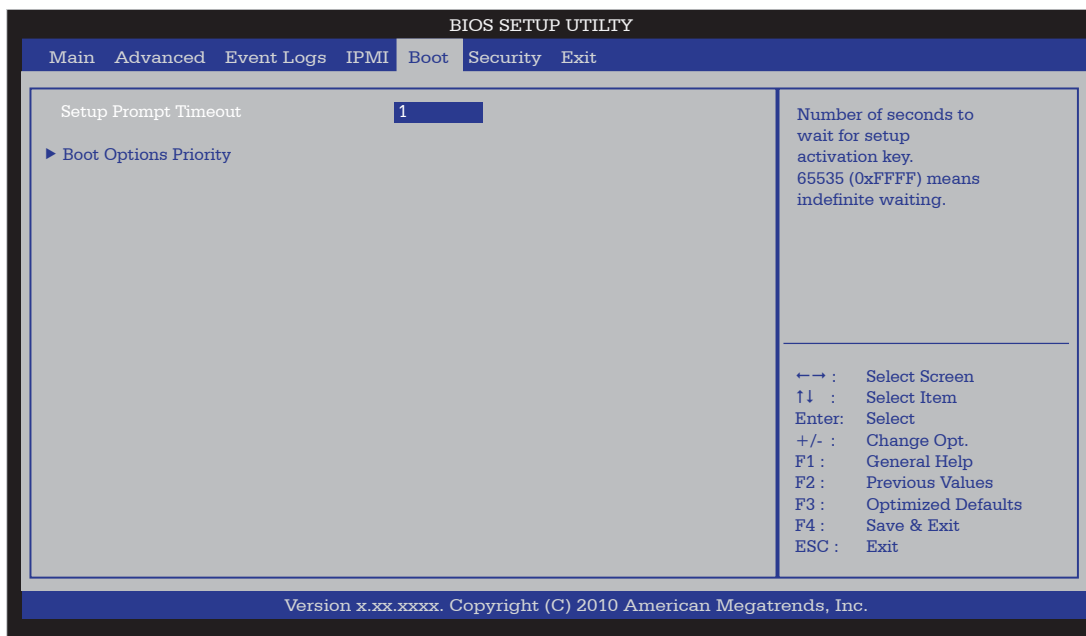 BIOS SETUP UTILTY
Main Advanced Event Logs IPMI Boot Security Exit
Setup Prompt Timeout 1
▶ Boot Options Priority
Number of seconds to
wait for setup
activation key.
65535 (0xFFFF) means
indefinite waiting.
←→ : Select Screen
↑↓ : Select Item
Enter: Select
+/- : Change Opt.
F1 : General Help
F2 : Previous Values
F3 : Optimized Defaults
F4 : Save & Exit
ESC : Exit
Version x.xx.xxxx. Copyright (C) 2010 American Megatrends, Inc.